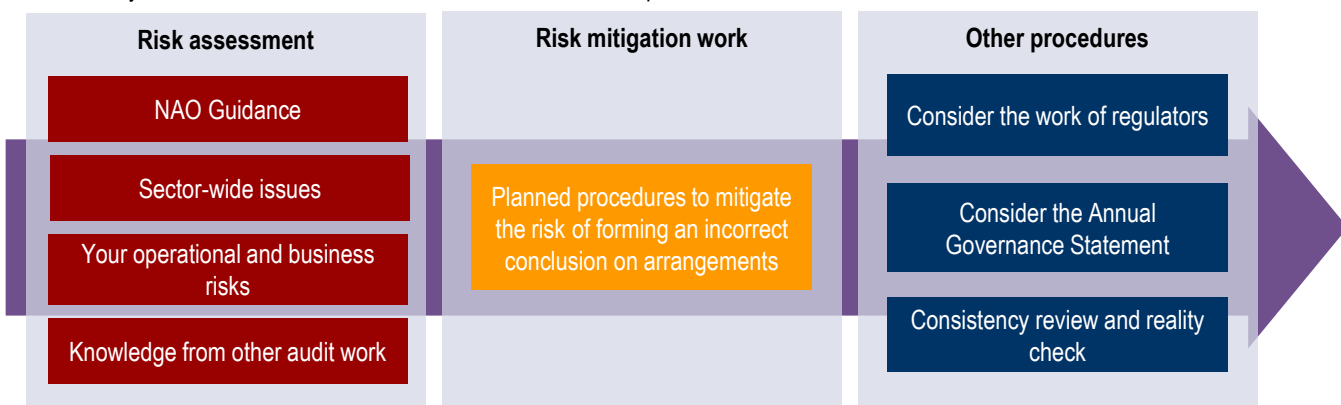 Risk assessment
NAO Guidance
Sector-wide issues
Your operational and business
risks
Knowledge from other audit work
Risk mitigation work
Planned procedures to mitigate
the risk of forming an incorrect
conclusion on arrangements
Other procedures
Consider the work of regulators
Consider the Annual
Governance Statement
Consistency review and reality
check